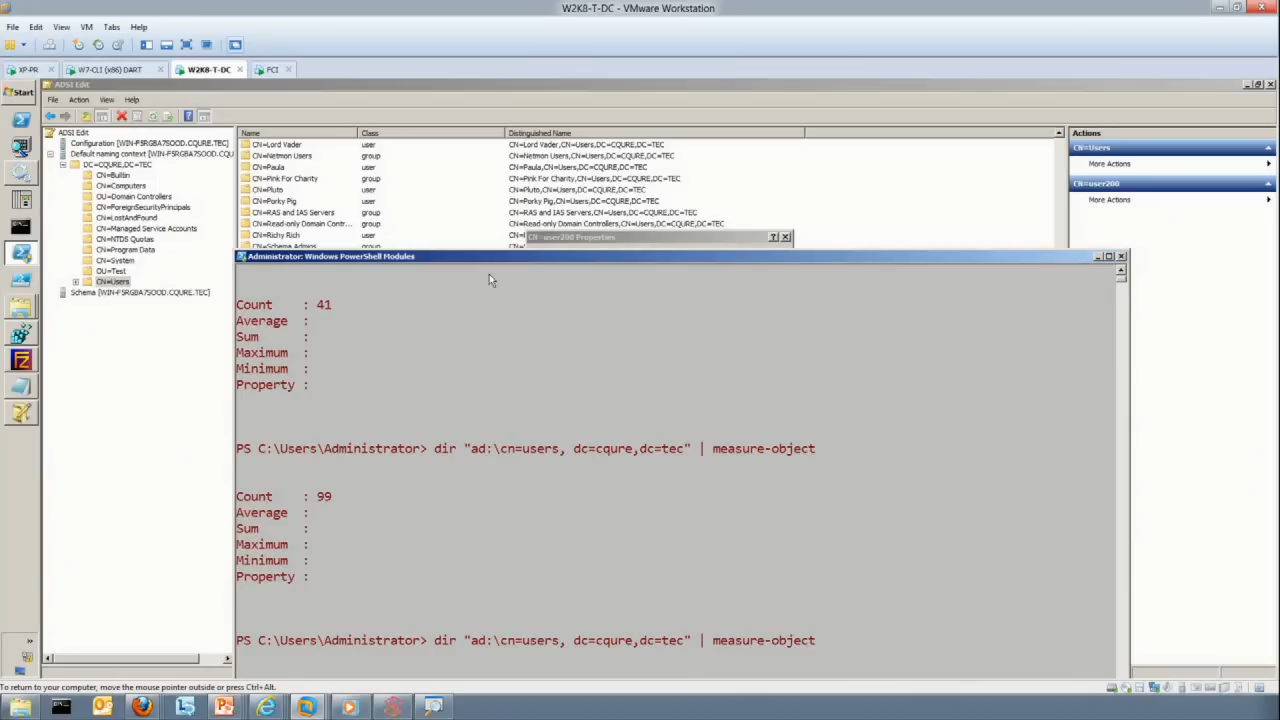 W2K8-T-DC - VMware Workstation
File Edit View VM Tabs Help
XP-PR W7-CLI (x86) DART W2K8-T-DC FCI
Start
ADSI Edit
File Action View Help
ADSI Edit
Configuration [WIN-F5RGBA7SOOD.CQURE.TEC]
Default naming context [WIN-F5RGBA7SOOD.CQU
DC=CQURE,DC=TEC
CN=Builtin
CN=Computers
OU=Domain Controllers
CN=ForeignSecurityPrincipals
CN=LostAndFound
CN=Managed Service Accounts
CN=NTDS Quotas
CN=Program Data
CN=System
OU=Test
CN=Users
Schema [WIN-F5RGBA7SOOD.CQURE.TEC]
Name Class Distinguished Name
CN=Lord Vader user CN=Lord Vader,CN=Users,DC=CQURE,DC=TEC
CN=Netmon Users group CN=Netmon Users,CN=Users,DC=CQURE,DC=TEC
CN=Paula user CN=Paula,CN=Users,DC=CQURE,DC=TEC
CN=Pink For Charity group CN=Pink For Charity,CN=Users,DC=CQURE,DC=TEC
CN=Pluto user CN=Pluto,CN=Users,DC=CQURE,DC=TEC
CN=Porky Pig user CN=Porky Pig,CN=Users,DC=CQURE,DC=TEC
CN=RAS and IAS Servers group CN=RAS and IAS Servers,CN=Users,DC=CQURE,DC=TEC
CN=Read-only Domain Contr... group CN=Read-only Domain Controllers,CN=Users,DC=CQURE,DC=TEC
CN=Richy Rich user
CN=Schema Admins group
CN=user200 Properties
Actions
CN=Users
More Actions
CN=user200
More Actions
Administrator: Windows PowerShell Modules
Count : 41
Average :
Sum :
Maximum :
Minimum :
Property :
PS C:\Users\Administrator> dir "ad:\cn=users, dc=cqure,dc=tec" | measure-object
Count : 99
Average :
Sum :
Maximum :
Minimum :
Property :
PS C:\Users\Administrator> dir "ad:\cn=users, dc=cqure,dc=tec" | measure-object
To return to your computer, move the mouse pointer outside or press Ctrl+Alt.